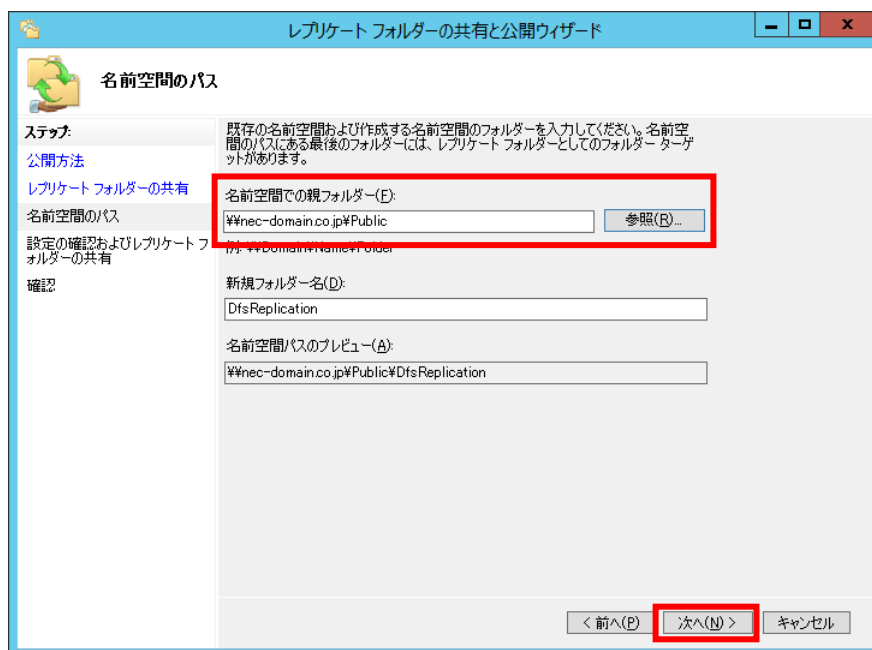 レプリケート フォルダーの共有と公開ウィザード
名前空間のパス
ステップ:
公開方法
レプリケート フォルダーの共有
名前空間のパス
設定の確認およびレプリケート フ
ォルダーの共有
確認
既存の名前空間および作成する名前空間のフォルダーを入力してください。名前空
間のパスにある最後のフォルダーには、レプリケート フォルダーとしてのフォルダー ターゲ
ットがあります。
名前空間での親フォルダー(F):
¥¥nec-domain.co.jp¥Public
参照(R)...
例: ¥¥Domain¥Name¥Folder
新規フォルダー名(D):
DfsReplication
名前空間パスのプレビュー(A):
¥¥nec-domain.co.jp¥Public¥DfsReplication
< 前へ(P)
次へ(N) >
キャンセル